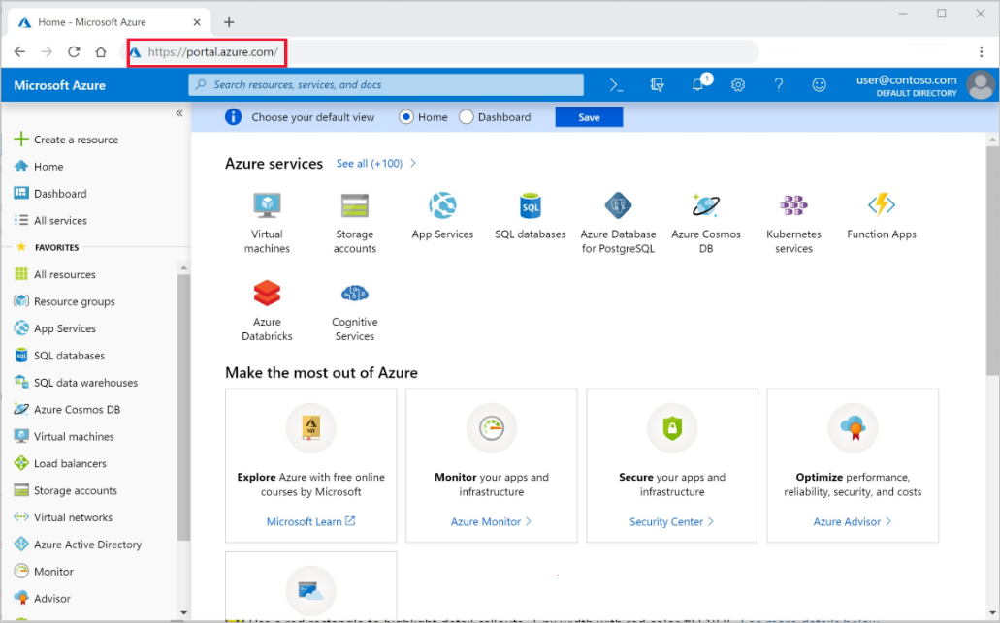 Home - Microsoft Azure
https://portal.azure.com/
Microsoft Azure
Search resources, services, and docs
1
user@contoso.com
DEFAULT DIRECTORY
Choose your default view
Home
Dashboard
Save
Create a resource
Home
Dashboard
All services
FAVORITES
All resources
Resource groups
App Services
SQL databases
SQL data warehouses
Azure Cosmos DB
Virtual machines
Load balancers
Storage accounts
Virtual networks
Azure Active Directory
Monitor
Advisor
Azure services
See all (+100)
Virtual
machines
Storage
accounts
App Services
SQL
SQL databases
Azure Database
for PostgreSQL
Azure Cosmos
DB
Kubernetes
services
Function Apps
Azure
Databricks
Cognitive
Services
Make the most out of Azure
Explore Azure with free online
courses by Microsoft
Microsoft Learn
Monitor your apps and
infrastructure
Azure Monitor
Secure your apps and
infrastructure
Security Center
Optimize performance,
reliability, security, and costs
Azure Advisor